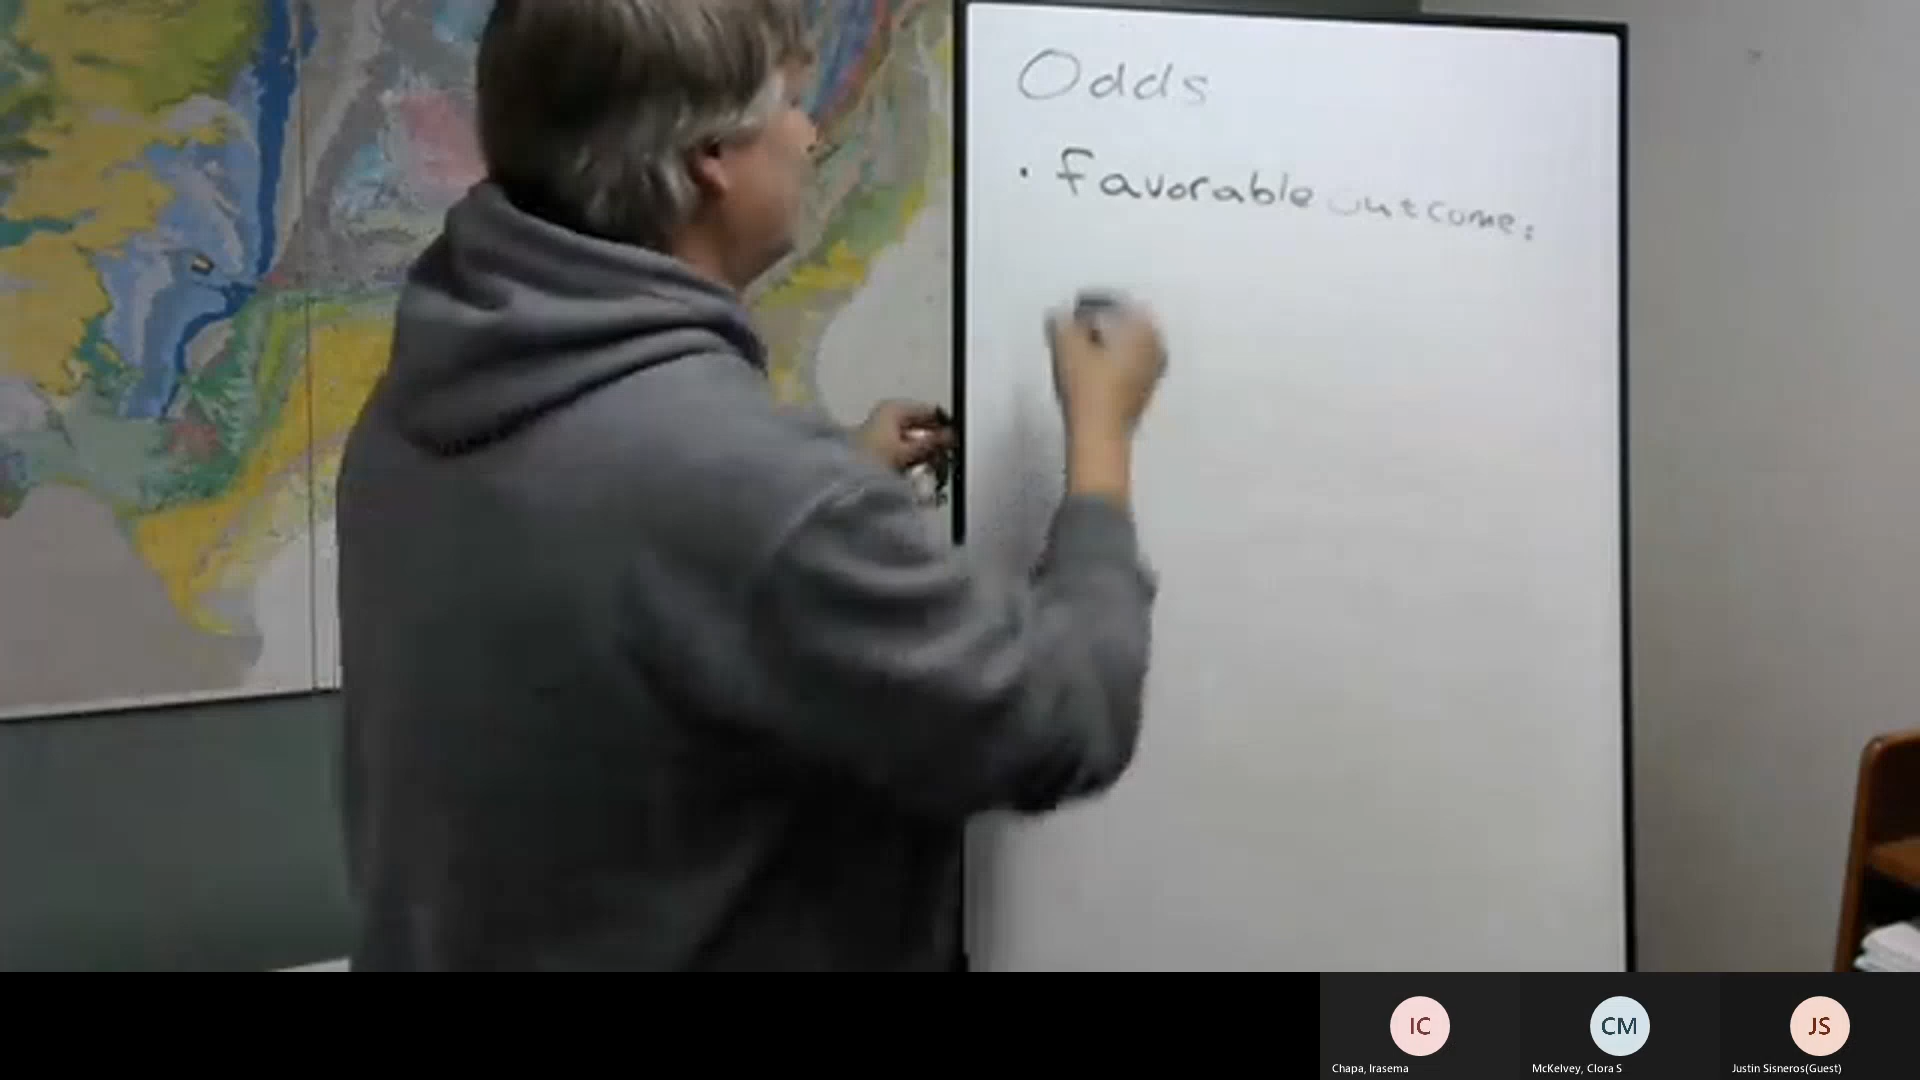 Odds
• favorable outcome:
IC
CM
JS
Chapa, Irasema
McKelvey, Clora S
Justin Sisneros(Guest)